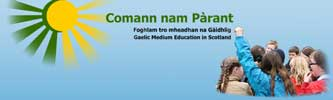 Comann nam Pàrant
Foghlam tro mheadhan na Gàidhlig
Gaelic Medium Education in Scotland